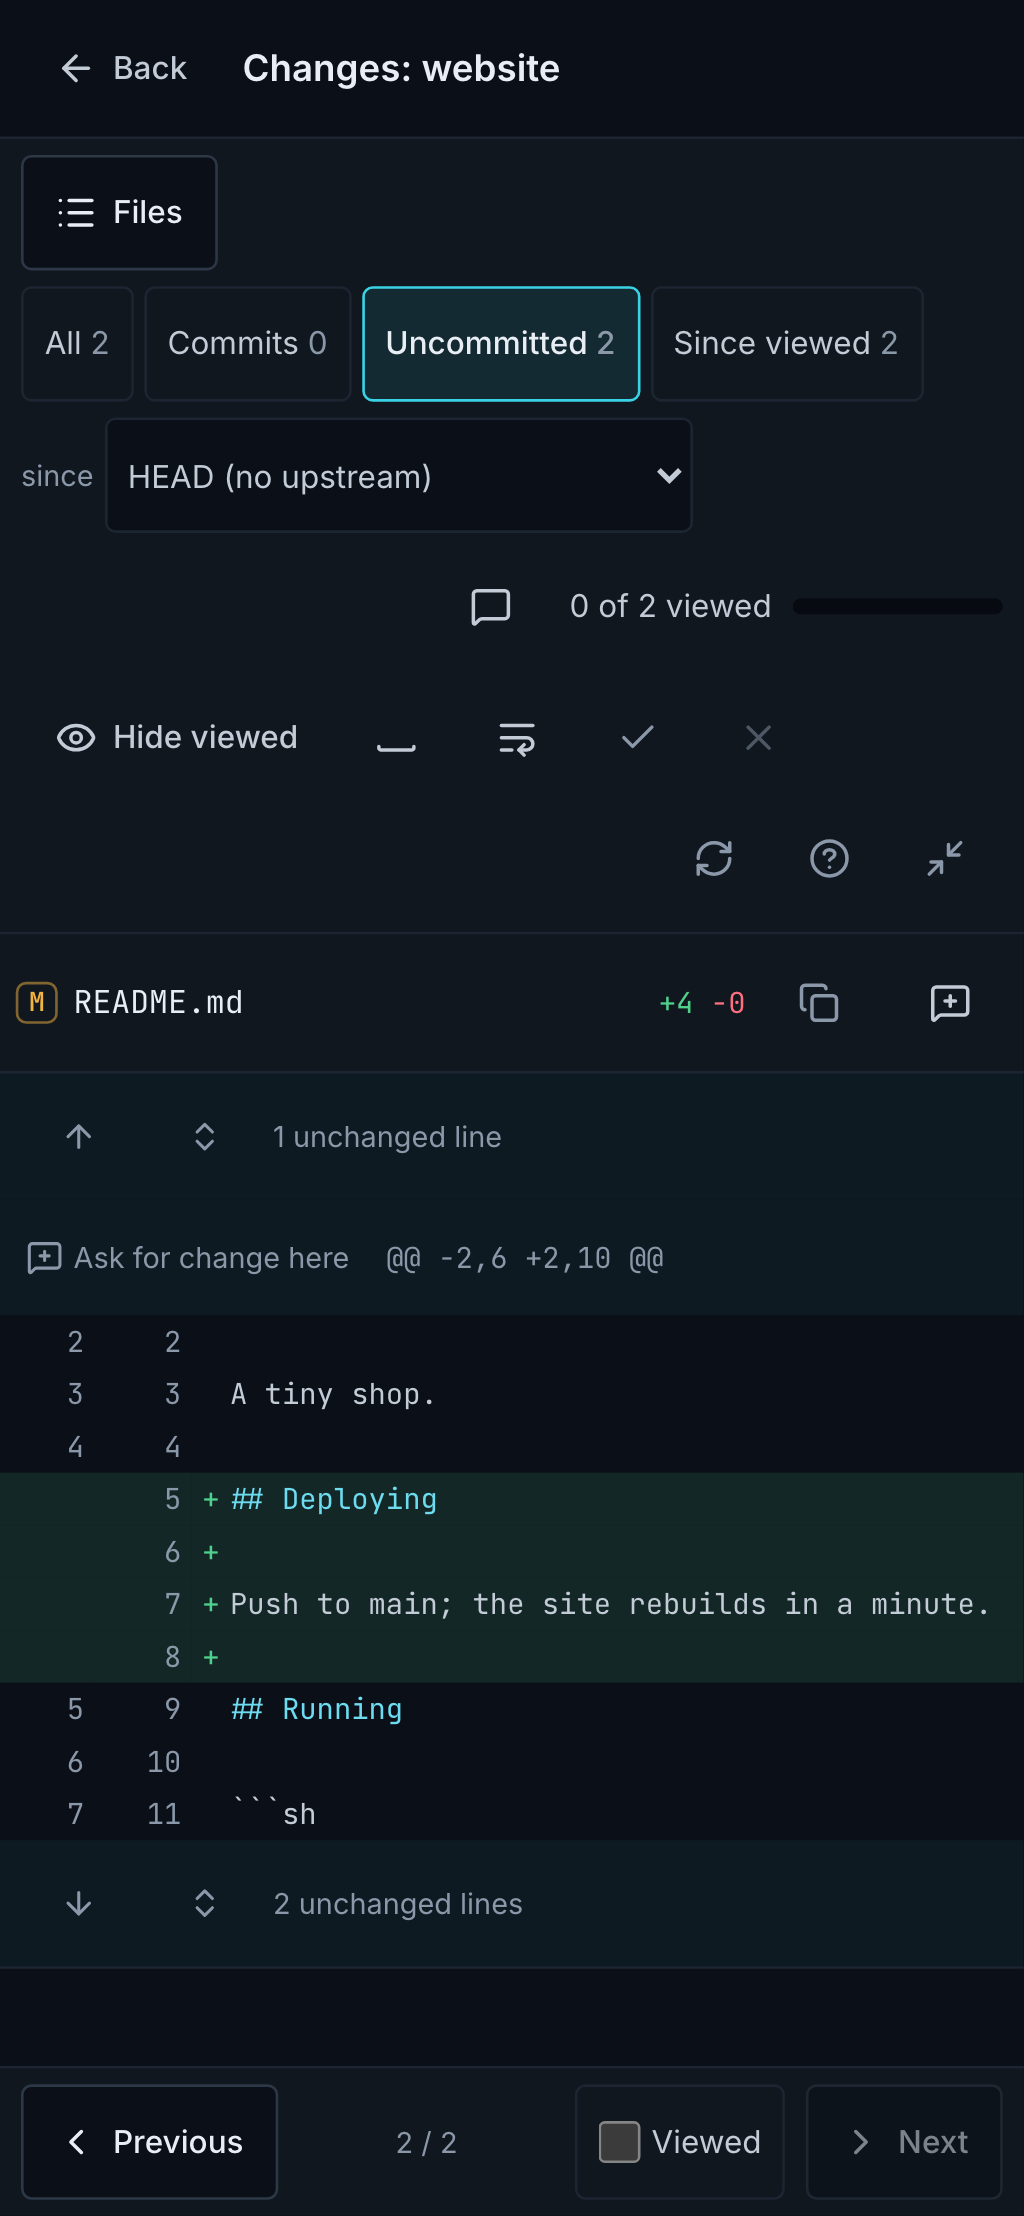 Back Changes: website
Files
All 2 Commits 0 Uncommitted 2 Since viewed 2
since HEAD (no upstream)
0 of 2 viewed
Hide viewed
M README.md +4 -0
1 unchanged line
Ask for change here @@ -2,6 +2,10 @@
2 2
3 3 A tiny shop.
4 4
5 + ## Deploying
6 +
7 + Push to main; the site rebuilds in a minute.
8 +
5 9 ## Running
6 10
7 11 ```sh
2 unchanged lines
Previous 2 / 2 Viewed Next